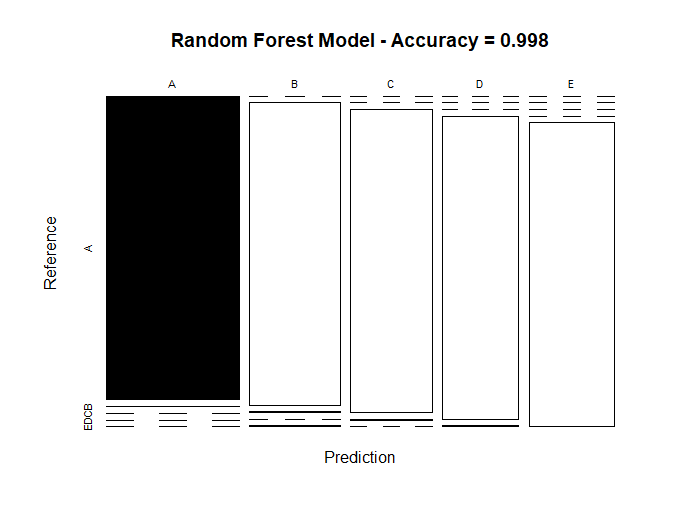 Random Forest Model - Accuracy = 0.998
A B C D E
Reference
A
EDCB
Prediction